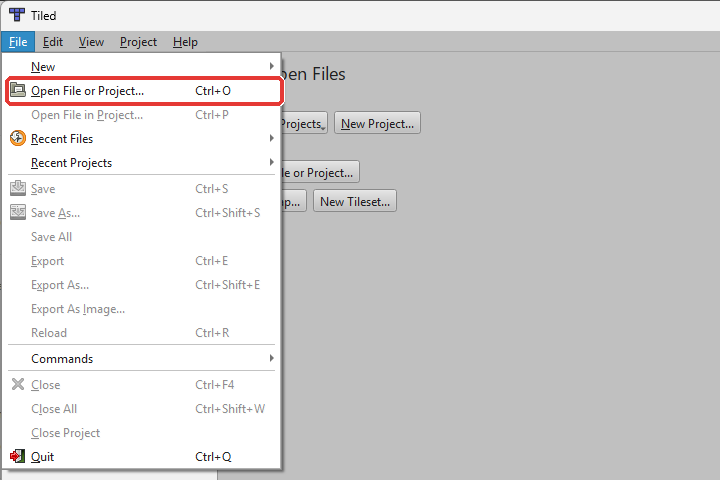 Tiled
File Edit View Project Help
New
Open File or Project... Ctrl+O
Open File in Project... Ctrl+P
Recent Files
Recent Projects
Save Ctrl+S
Save As... Ctrl+Shift+S
Save All
Export Ctrl+E
Export As... Ctrl+Shift+E
Export As Image...
Reload Ctrl+R
Commands
Close Ctrl+F4
Close All Ctrl+Shift+W
Close Project
Quit Ctrl+Q
pen Files
Projects New Project...
le or Project...
ap... New Tileset...